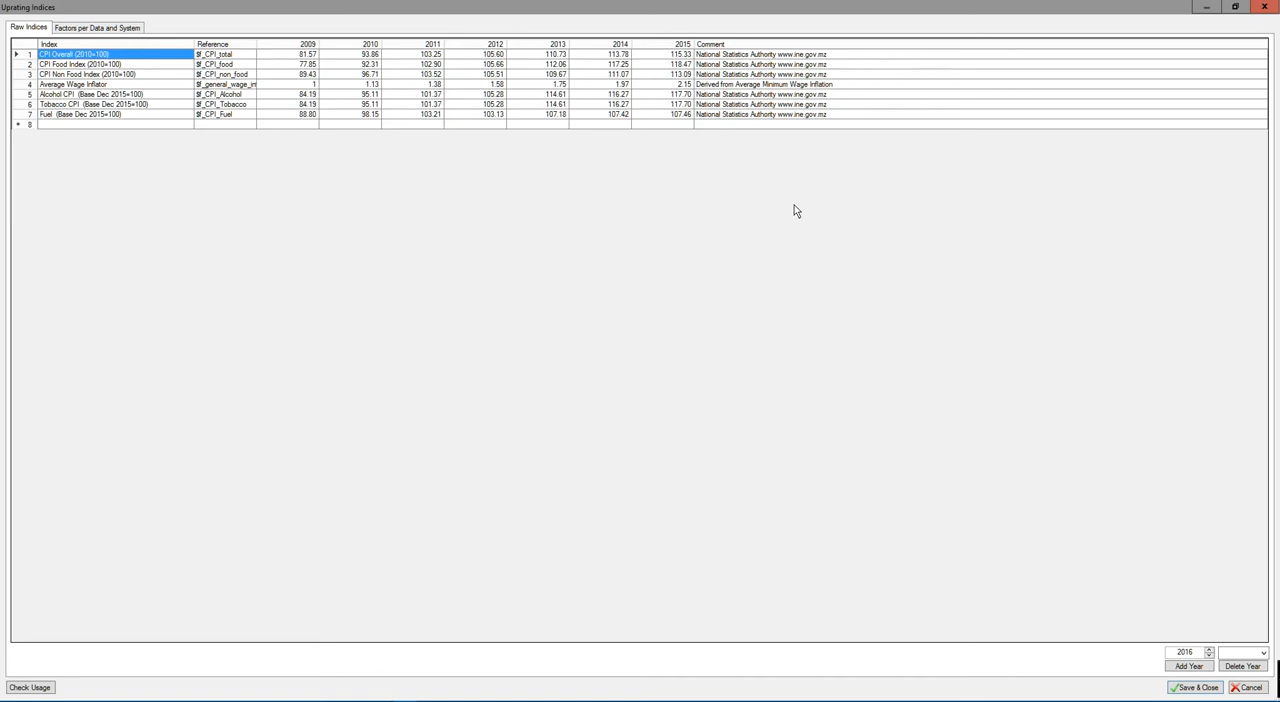 Uprating Indices
Raw Indices Factors per Data and System
Index Reference 2009 2010 2011 2012 2013 2014 2015 Comment
1 CPI Overall (2010=100) $f_CPI_total 81.57 93.86 103.25 105.60 110.73 113.78 115.33 National Statistics Authority www.ine.gov.mz
2 CPI Food Index (2010=100) $f_CPI_food 77.85 92.31 102.90 105.66 112.06 117.25 118.47 National Statistics Authority www.ine.gov.mz
3 CPI Non Food Index (2010=100) $f_CPI_non_food 89.43 96.71 103.52 105.51 109.67 111.07 113.09 National Statistics Authority www.ine.gov.mz
4 Average Wage Inflator $f_general_wage_in 1 1.13 1.38 1.58 1.75 1.97 2.15 Derived from Average Minimum Wage Inflation
5 Alcohol CPI (Base Dec 2015=100) $f_CPI_Alcohol 84.19 95.11 101.37 105.28 114.61 116.27 117.70 National Statistics Authority www.ine.gov.mz
6 Tobacco CPI (Base Dec 2015=100) $f_CPI_Tobacco 84.19 95.11 101.37 105.28 114.61 116.27 117.70 National Statistics Authority www.ine.gov.mz
7 Fuel (Base Dec 2015=100) $f_CPI_Fuel 88.80 98.15 103.21 103.13 107.18 107.42 107.46 National Statistics Authority www.ine.gov.mz
* 8
2016
Add Year Delete Year
Check Usage Save & Close Cancel